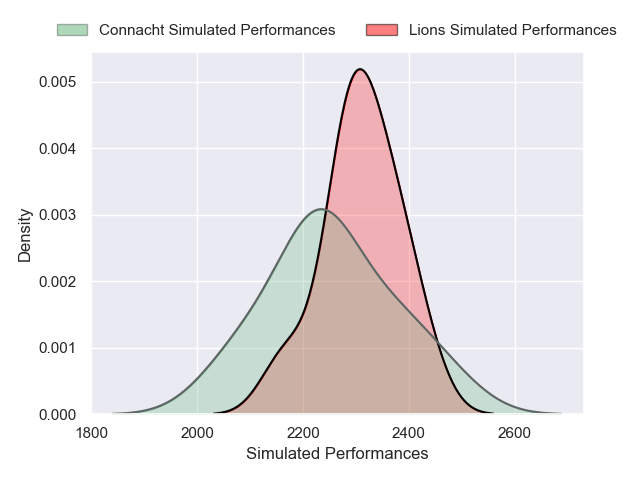 Connacht Simulated Performances
Lions Simulated Performances
0.005
0.004
0.003
0.002
0.001
0.000
Density
1800 2000 2200 2400 2600
Simulated Performances